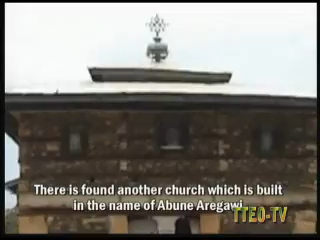 There is found another church which is built
in the name of Abune Aregawi
TTEO-TV